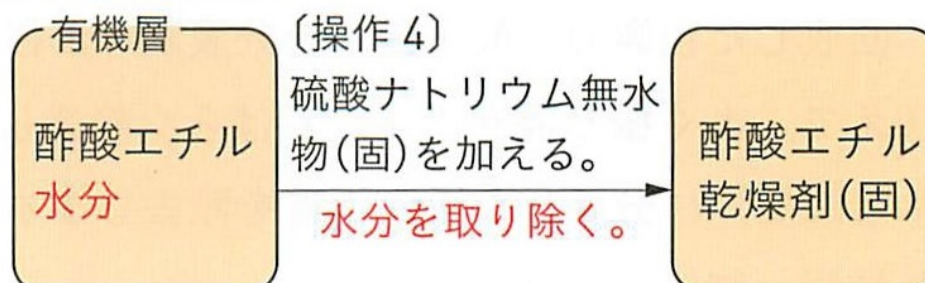 有機層
酢酸エチル
水分
〔操作4〕
硫酸ナトリウム無水
物(固)を加える。
水分を取り除く。
酢酸エチル
乾燥剤(固)